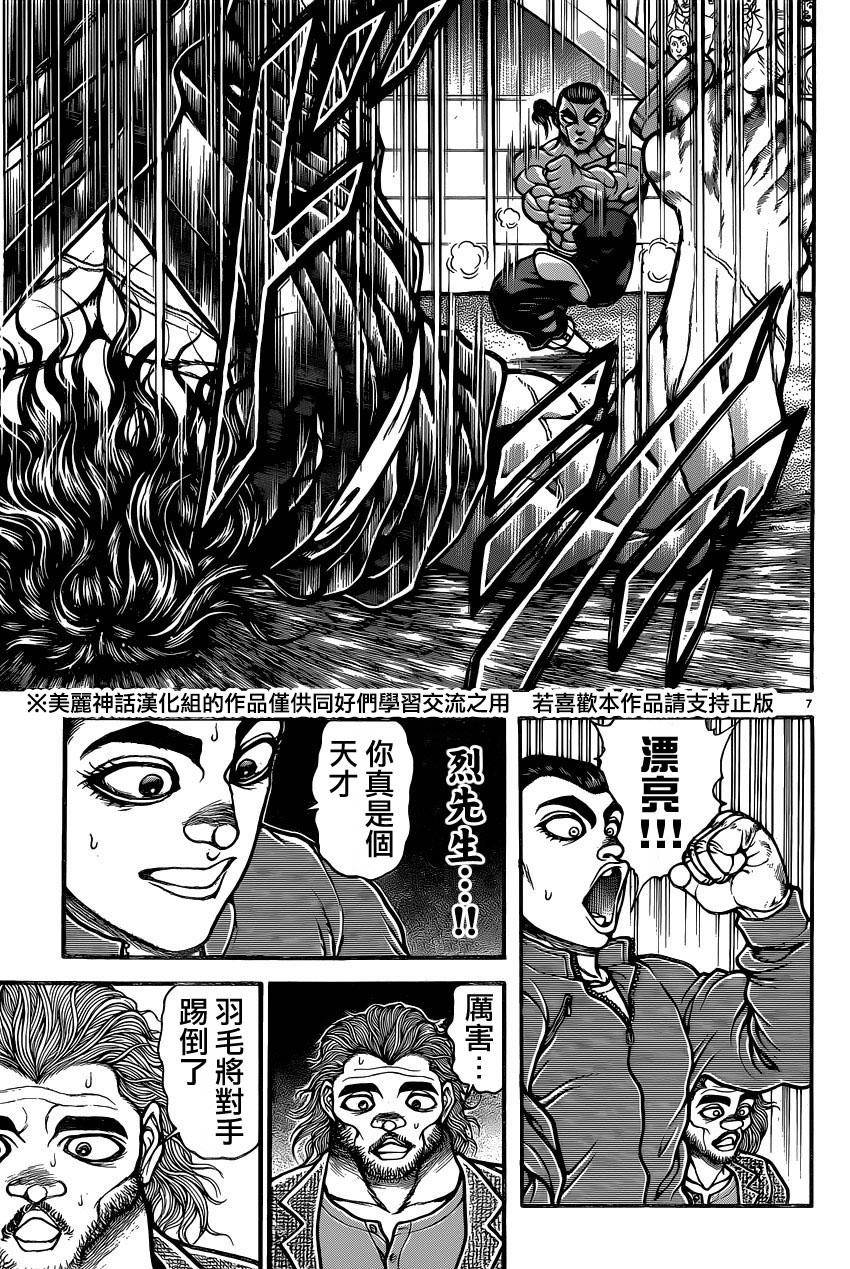 ※美麗神話漢化組的作品僅供同好們學習交流之用　若喜歡本作品請支持正版
7
漂亮!!!
烈先生…!!
你真是個
天才
厲害…
羽毛將對手
踢倒了